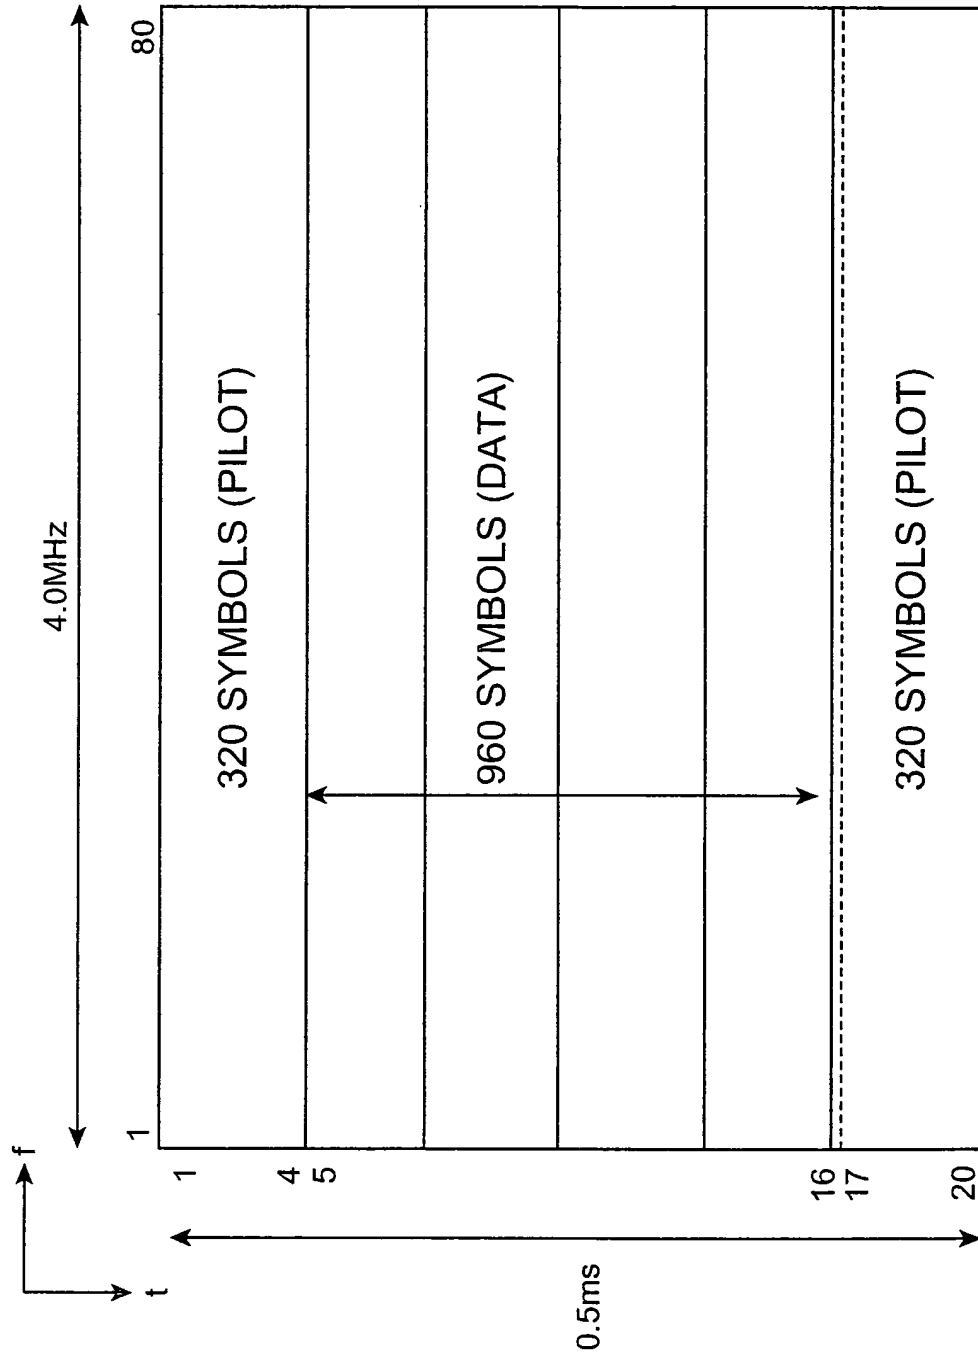 4.0MHz
f
t
1
80
1
4
5
16
17
20
0.5ms
320 SYMBOLS (PILOT)
960 SYMBOLS (DATA)
320 SYMBOLS (PILOT)